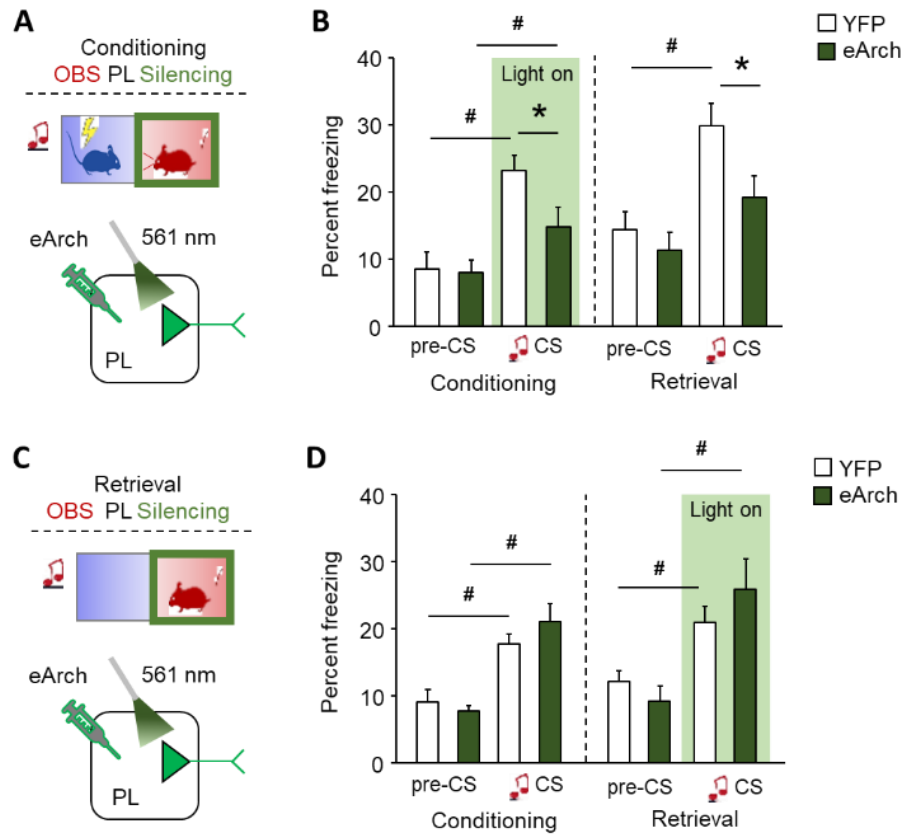 A
Conditioning
OBS PL Silencing
eArch
561 nm
PL
B
#
#
#
*
*
Light on
YFP
eArch
Percent freezing
40
30
20
10
0
pre-CS
CS
pre-CS
CS
Conditioning
Retrieval
C
Retrieval
OBS PL Silencing
eArch
561 nm
PL
D
#
#
#
#
Light on
YFP
eArch
Percent freezing
40
30
20
10
0
pre-CS
CS
pre-CS
CS
Conditioning
Retrieval